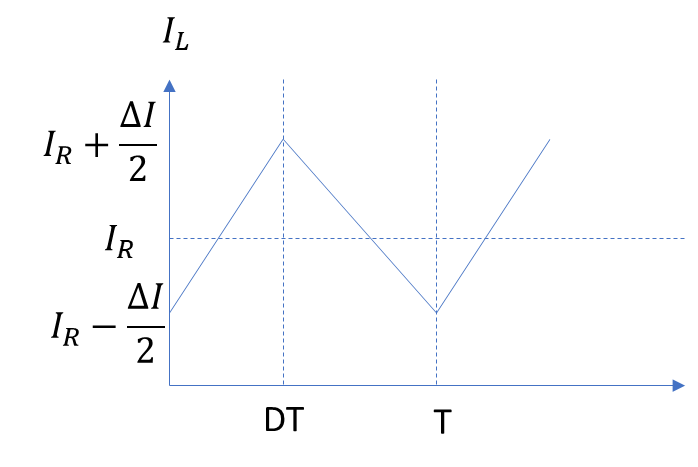 I_L
I_R + ΔI/2
I_R
I_R − ΔI/2
DT T